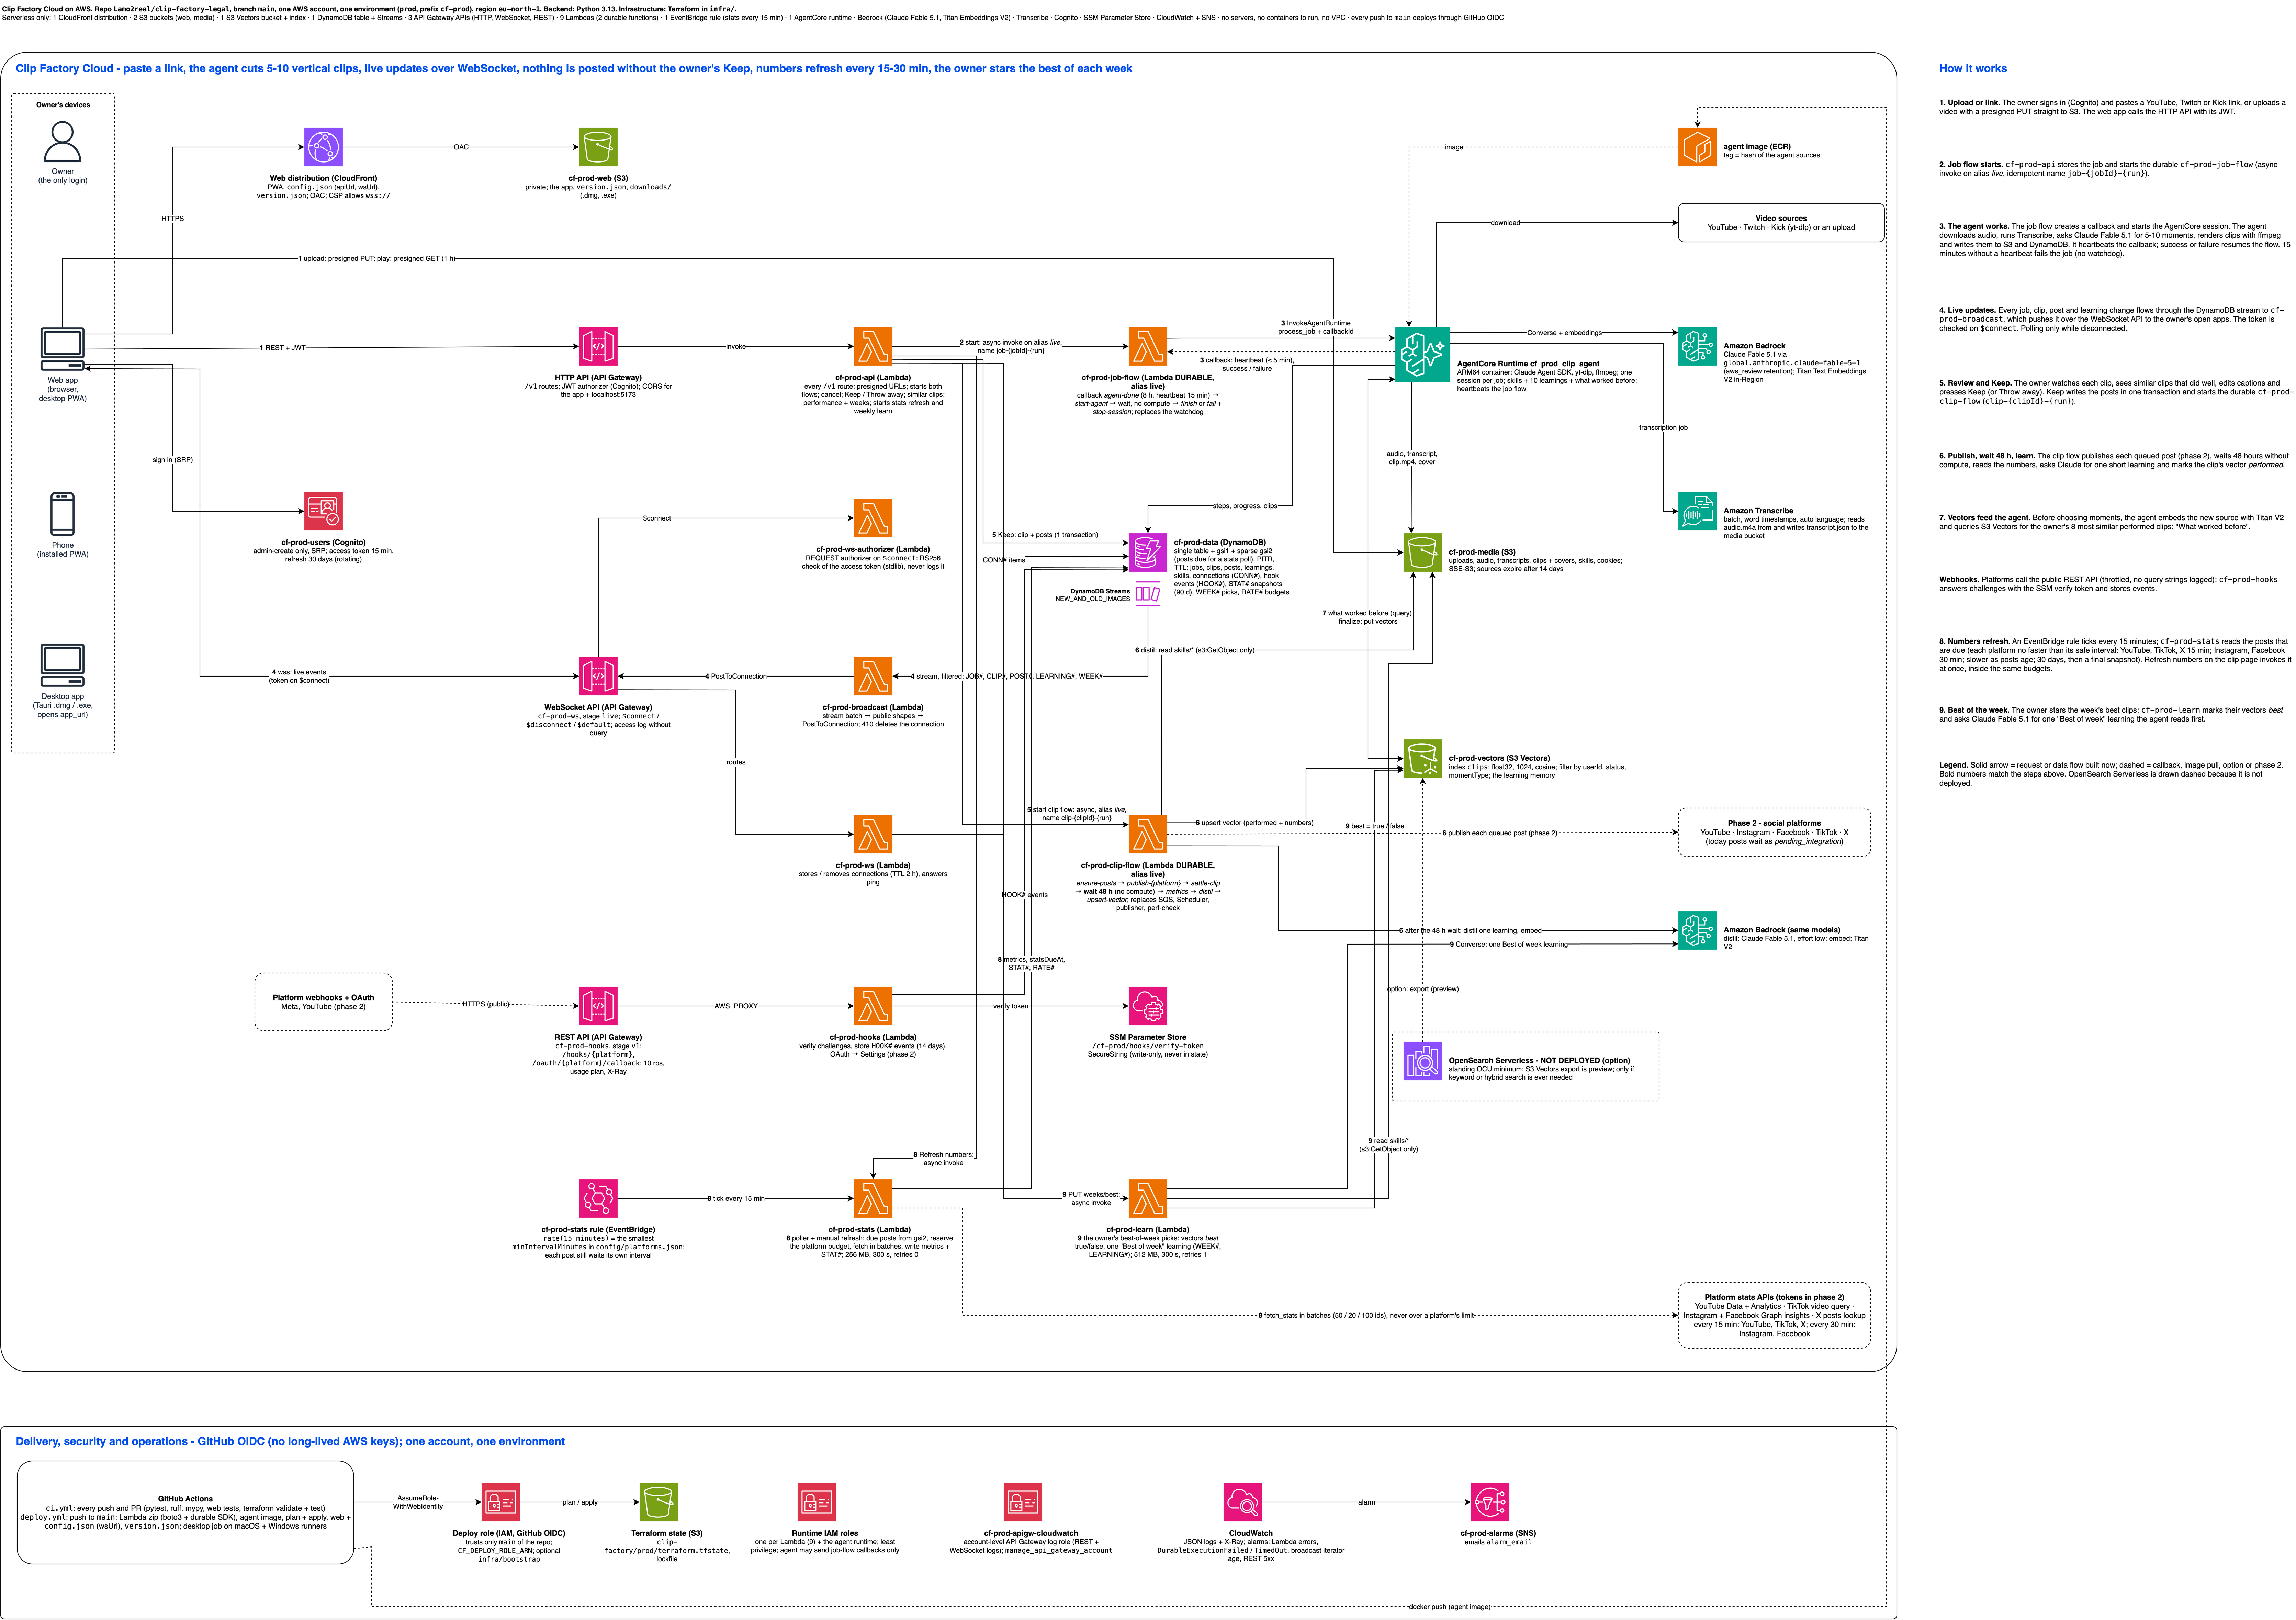 Clip Factory Cloud on AWS. Repo Lamo2real/clip-factory-legal, branch main, one AWS account, one environment (prod, prefix cf-prod), region eu-north-1. Backend: Python 3.13. Infrastructure: Terraform in infra/.
Serverless only: 1 CloudFront distribution · 2 S3 buckets (web, media) · 1 S3 Vectors bucket + index · 1 DynamoDB table + Streams · 3 API Gateway APIs (HTTP, WebSocket, REST) · 9 Lambdas (2 durable functions) · 1 EventBridge rule (stats every 15 min) · 1 AgentCore runtime · Bedrock (Claude Fable 5.1, Titan Embeddings V2) · Transcribe · Cognito · SSM Parameter Store · CloudWatch + SNS · no servers, no containers to run, no VPC · every push to main deploys through GitHub OIDC
Clip Factory Cloud - paste a link, the agent cuts 5-10 vertical clips, live updates over WebSocket, nothing is posted without the owner's Keep, numbers refresh every 15-30 min, the owner stars the best of each week
Owner's devices
Owner
(the only login)
Web app
(browser,
desktop PWA)
Phone
(installed PWA)
Desktop app
(Tauri .dmg / .exe,
opens app_url)
HTTPS
Web distribution (CloudFront)
PWA, config.json (apiUrl, wsUrl),
version.json; OAC; CSP allows wss://
OAC
cf-prod-web (S3)
private; the app, version.json, downloads/
(.dmg, .exe)
image
agent image (ECR)
tag = hash of the agent sources
download
Video sources
YouTube · Twitch · Kick (yt-dlp) or an upload
1 upload: presigned PUT; play: presigned GET (1 h)
1 REST + JWT
HTTP API (API Gateway)
/v1 routes; JWT authorizer (Cognito); CORS for
the app + localhost:5173
invoke
cf-prod-api (Lambda)
every /v1 route; presigned URLs; starts both
flows; cancel; Keep / Throw away; similar clips;
performance + weeks; starts stats refresh and
weekly learn
2 start: async invoke on alias live,
name job-{jobId}-{run}
cf-prod-job-flow (Lambda DURABLE,
alias live)
callback agent-done (8 h, heartbeat 15 min) →
start-agent → wait, no compute → finish or fail +
stop-session; replaces the watchdog
3 InvokeAgentRuntime
process_job + callbackId
3 callback: heartbeat (≤ 5 min),
success / failure
AgentCore Runtime cf_prod_clip_agent
ARM64 container: Claude Agent SDK, yt-dlp, ffmpeg; one
session per job; skills + 10 learnings + what worked before;
heartbeats the job flow
Converse + embeddings
Amazon Bedrock
Claude Fable 5.1 via
global.anthropic.claude-fable-5-1
(aws_review retention); Titan Text Embeddings
V2 in-Region
transcription job
audio, transcript,
clip.mp4, cover
sign in (SRP)
cf-prod-users (Cognito)
admin-create only, SRP; access token 15 min,
refresh 30 days (rotating)
$connect
cf-prod-ws-authorizer (Lambda)
REQUEST authorizer on $connect: RS256
check of the access token (stdlib), never logs it
steps, progress, clips
5 Keep: clip + posts (1 transaction)
CONN# items
cf-prod-data (DynamoDB)
single table + gsi1 + sparse gsi2
(posts due for a stats poll), PITR,
TTL: jobs, clips, posts, learnings,
skills, connections (CONN#), hook
events (HOOK#), STAT# snapshots
(90 d), WEEK# picks, RATE# budgets
DynamoDB Streams
NEW_AND_OLD_IMAGES
cf-prod-media (S3)
uploads, audio, transcripts, clips + covers, skills, cookies;
SSE-S3; sources expire after 14 days
Amazon Transcribe
batch, word timestamps, auto language; reads
audio.m4a from and writes transcript.json to the
media bucket
7 what worked before (query)
finalize: put vectors
6 distil: read skills/* (s3:GetObject only)
4 wss: live events
(token on $connect)
WebSocket API (API Gateway)
cf-prod-ws, stage live; $connect /
$disconnect / $default; access log without
query
4 PostToConnection
cf-prod-broadcast (Lambda)
stream batch → public shapes →
PostToConnection; 410 deletes the connection
4 stream, filtered: JOB#, CLIP#, POST#, LEARNING#, WEEK#
routes
cf-prod-vectors (S3 Vectors)
index clips: float32, 1024, cosine; filter by userId, status,
momentType; the learning memory
cf-prod-ws (Lambda)
stores / removes connections (TTL 2 h), answers
ping
5 start clip flow: async, alias live,
name clip-{clipId}-{run}
cf-prod-clip-flow (Lambda DURABLE,
alias live)
ensure-posts → publish-{platform} → settle-clip
→ wait 48 h (no compute) → metrics → distil →
upsert-vector; replaces SQS, Scheduler,
publisher, perf-check
6 upsert vector (performed + numbers)
9 best = true / false
6 publish each queued post (phase 2)
Phase 2 - social platforms
YouTube · Instagram · Facebook · TikTok · X
(today posts wait as pending_integration)
HOOK# events
6 after the 48 h wait: distil one learning, embed
9 Converse: one Best of week learning
Amazon Bedrock (same models)
distil: Claude Fable 5.1, effort low; embed: Titan
V2
8 metrics, statsDueAt,
STAT#, RATE#
option: export (preview)
Platform webhooks + OAuth
Meta, YouTube (phase 2)
HTTPS (public)
REST API (API Gateway)
cf-prod-hooks, stage v1:
/hooks/{platform},
/oauth/{platform}/callback; 10 rps,
usage plan, X-Ray
AWS_PROXY
cf-prod-hooks (Lambda)
verify challenges, store HOOK# events (14 days),
OAuth → Settings (phase 2)
verify token
SSM Parameter Store
/cf-prod/hooks/verify-token
SecureString (write-only, never in state)
OpenSearch Serverless - NOT DEPLOYED (option)
standing OCU minimum; S3 Vectors export is preview; only if
keyword or hybrid search is ever needed
9 read skills/*
(s3:GetObject only)
8 Refresh numbers:
async invoke
8 tick every 15 min
cf-prod-stats rule (EventBridge)
rate(15 minutes) = the smallest
minIntervalMinutes in config/platforms.json;
each post still waits its own interval
cf-prod-stats (Lambda)
8 poller + manual refresh: due posts from gsi2, reserve
the platform budget, fetch in batches, write metrics +
STAT#; 256 MB, 300 s, retries 0
9 PUT weeks/best:
async invoke
cf-prod-learn (Lambda)
9 the owner's best-of-week picks: vectors best
true/false, one "Best of week" learning (WEEK#,
LEARNING#); 512 MB, 300 s, retries 1
8 fetch_stats in batches (50 / 20 / 100 ids), never over a platform's limit
Platform stats APIs (tokens in phase 2)
YouTube Data + Analytics · TikTok video query ·
Instagram + Facebook Graph insights · X posts lookup
every 15 min: YouTube, TikTok, X; every 30 min:
Instagram, Facebook
How it works
1. Upload or link. The owner signs in (Cognito) and pastes a YouTube, Twitch or Kick link, or uploads a
video with a presigned PUT straight to S3. The web app calls the HTTP API with its JWT.
2. Job flow starts. cf-prod-api stores the job and starts the durable cf-prod-job-flow (async
invoke on alias live, idempotent name job-{jobId}-{run}).
3. The agent works. The job flow creates a callback and starts the AgentCore session. The agent
downloads audio, runs Transcribe, asks Claude Fable 5.1 for 5-10 moments, renders clips with ffmpeg
and writes them to S3 and DynamoDB. It heartbeats the callback; success or failure resumes the flow. 15
minutes without a heartbeat fails the job (no watchdog).
4. Live updates. Every job, clip, post and learning change flows through the DynamoDB stream to cf-
prod-broadcast, which pushes it over the WebSocket API to the owner's open apps. The token is
checked on $connect. Polling only while disconnected.
5. Review and Keep. The owner watches each clip, sees similar clips that did well, edits captions and
presses Keep (or Throw away). Keep writes the posts in one transaction and starts the durable cf-prod-
clip-flow (clip-{clipId}-{run}).
6. Publish, wait 48 h, learn. The clip flow publishes each queued post (phase 2), waits 48 hours without
compute, reads the numbers, asks Claude for one short learning and marks the clip's vector performed.
7. Vectors feed the agent. Before choosing moments, the agent embeds the new source with Titan V2
and queries S3 Vectors for the owner's 8 most similar performed clips: "What worked before".
Webhooks. Platforms call the public REST API (throttled, no query strings logged); cf-prod-hooks
answers challenges with the SSM verify token and stores events.
8. Numbers refresh. An EventBridge rule ticks every 15 minutes; cf-prod-stats reads the posts that
are due (each platform no faster than its safe interval: YouTube, TikTok, X 15 min; Instagram, Facebook
30 min; slower as posts age; 30 days, then a final snapshot). Refresh numbers on the clip page invokes it
at once, inside the same budgets.
9. Best of the week. The owner stars the week's best clips; cf-prod-learn marks their vectors best
and asks Claude Fable 5.1 for one "Best of week" learning the agent reads first.
Legend. Solid arrow = request or data flow built now; dashed = callback, image pull, option or phase 2.
Bold numbers match the steps above. OpenSearch Serverless is drawn dashed because it is not
deployed.
Delivery, security and operations - GitHub OIDC (no long-lived AWS keys); one account, one environment
GitHub Actions
ci.yml: every push and PR (pytest, ruff, mypy, web tests, terraform validate + test)
deploy.yml: push to main: Lambda zip (boto3 + durable SDK), agent image, plan + apply, web +
config.json (wsUrl), version.json; desktop job on macOS + Windows runners
AssumeRole-
WithWebIdentity
Deploy role (IAM, GitHub OIDC)
trusts only main of the repo;
CF_DEPLOY_ROLE_ARN; optional
infra/bootstrap
plan / apply
Terraform state (S3)
clip-
factory/prod/terraform.tfstate,
lockfile
Runtime IAM roles
one per Lambda (9) + the agent runtime; least
privilege; agent may send job-flow callbacks only
cf-prod-apigw-cloudwatch
account-level API Gateway log role (REST +
WebSocket logs); manage_api_gateway_account
CloudWatch
JSON logs + X-Ray; alarms: Lambda errors,
DurableExecutionFailed / TimedOut, broadcast iterator
age, REST 5xx
alarm
cf-prod-alarms (SNS)
emails alarm_email
docker push (agent image)